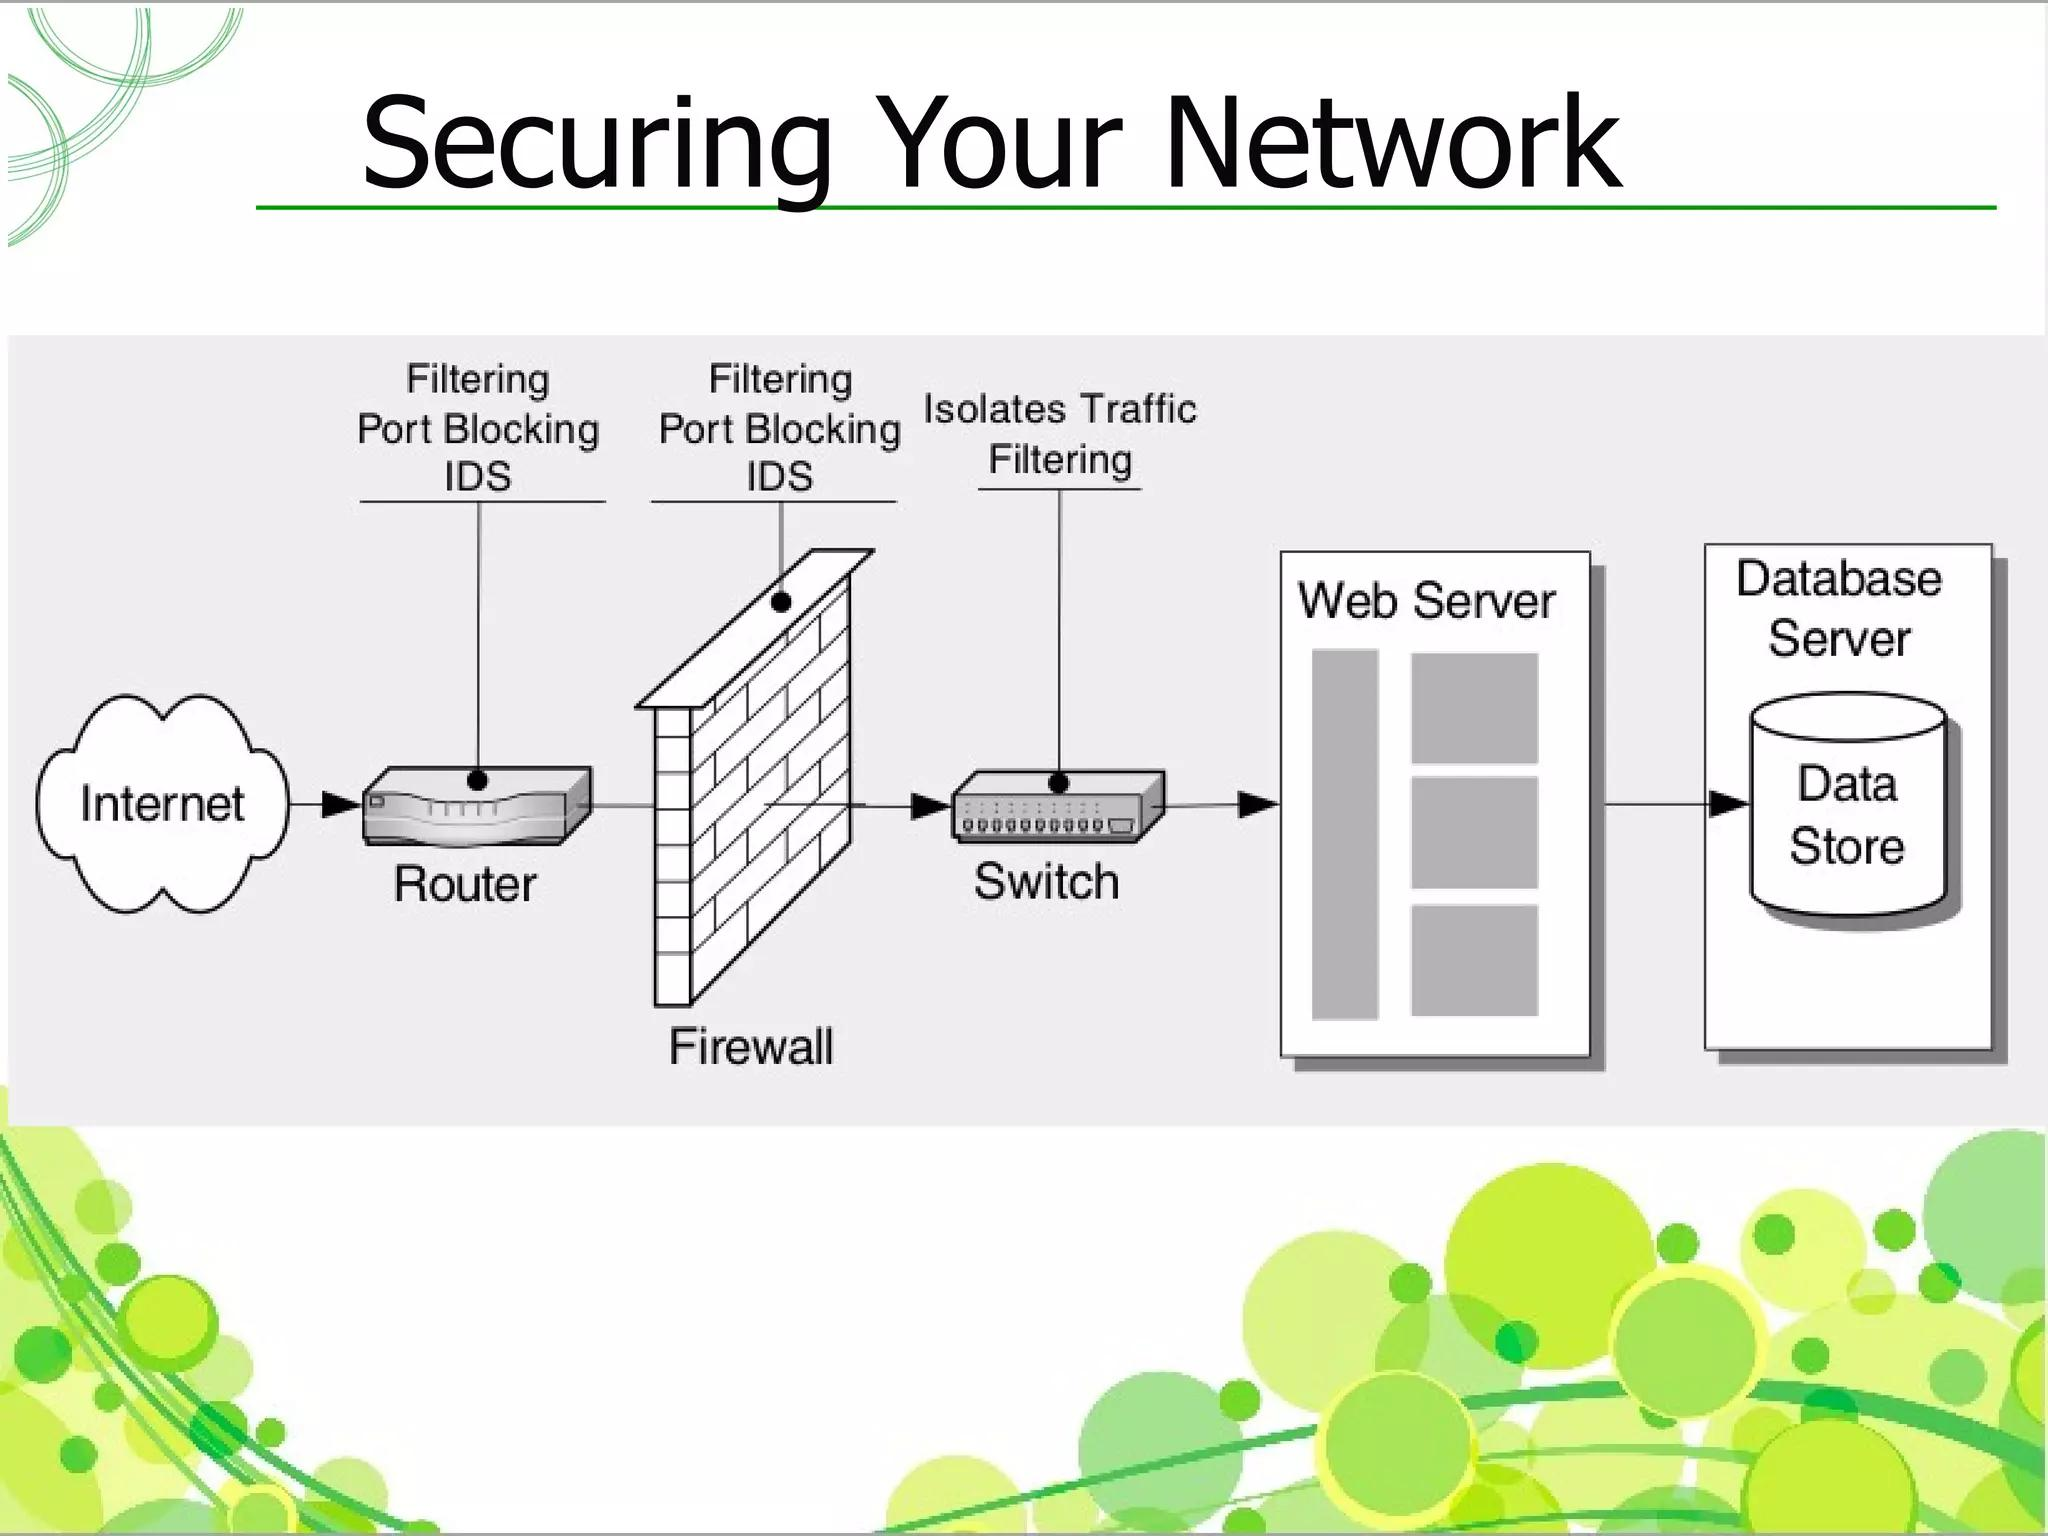 Securing Your Network
Filtering
Port Blocking
IDS
Filtering
Port Blocking
IDS
Isolates Traffic
Filtering
Internet
Router
Firewall
Switch
Web Server
Database
Server
Data
Store